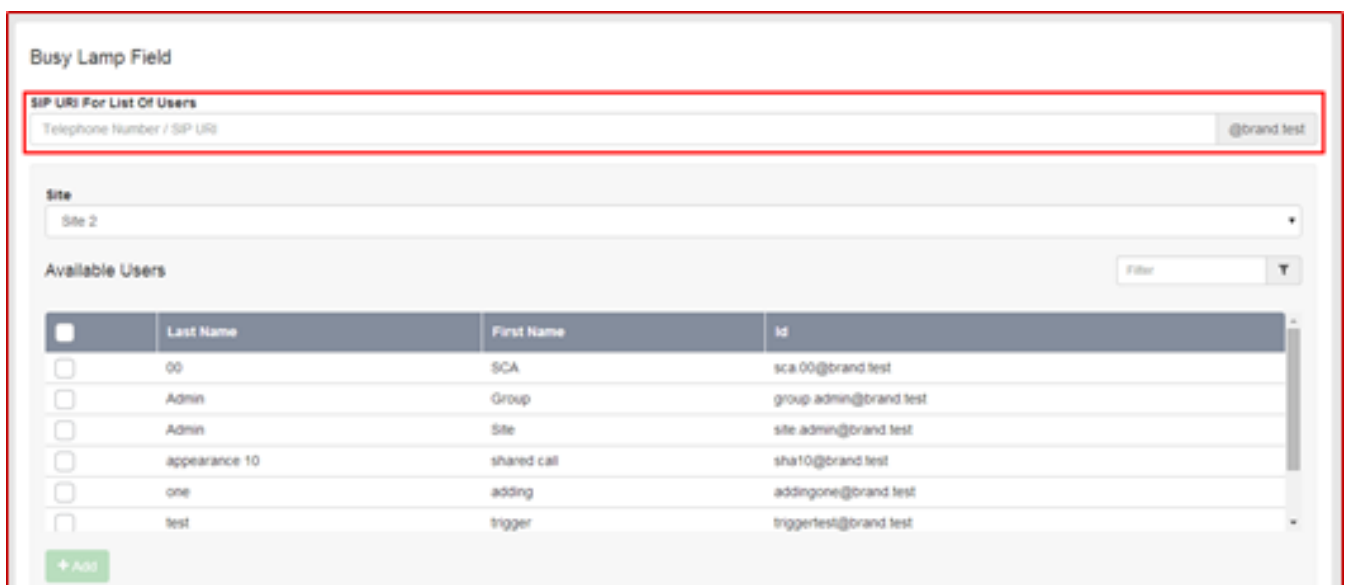 Busy Lamp Field
SIP URI For List Of Users
Telephone Number / SIP URI @brand.test
Site
Site 2
Available Users Filter
Last Name First Name Id
00 SCA sca.00@brand.test
Admin Group group.admin@brand.test
Admin Site site.admin@brand.test
appearance 10 shared call sha10@brand.test
one adding addingone@brand.test
test trigger triggertest@brand.test
+ Add